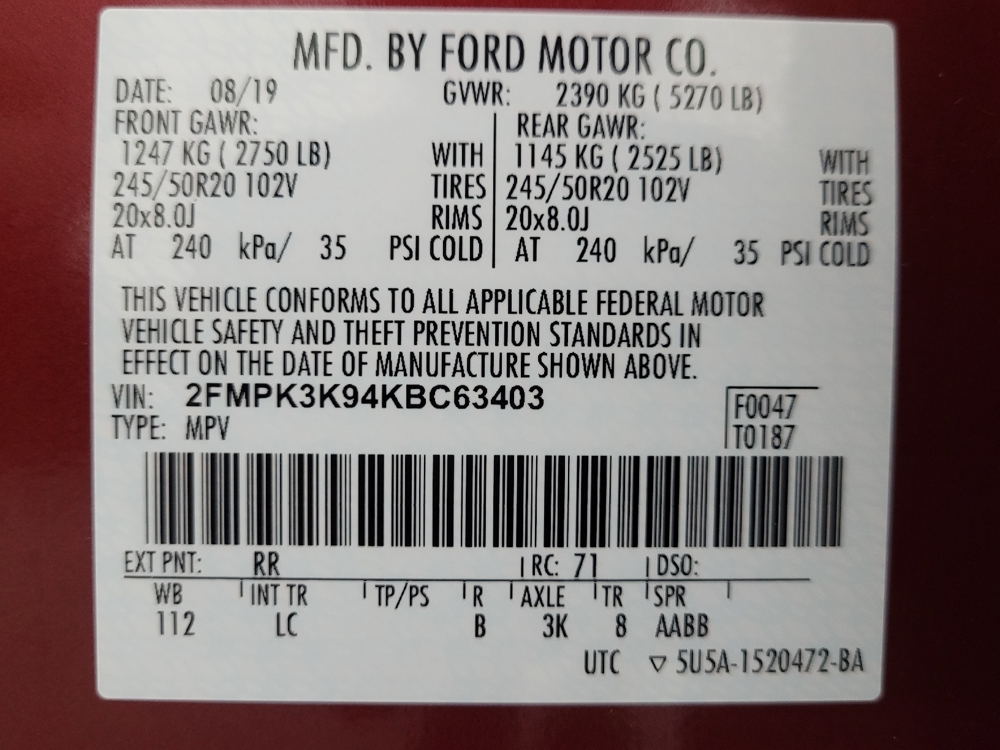 MFD. BY FORD MOTOR CO.
DATE: 08/19 GVWR: 2390 KG ( 5270 LB)
FRONT GAWR: REAR GAWR:
1247 KG ( 2750 LB) WITH 1145 KG ( 2525 LB) WITH
245/50R20 102V TIRES 245/50R20 102V TIRES
20x8.0J RIMS 20x8.0J RIMS
AT 240 kPa/ 35 PSI COLD AT 240 kPa/ 35 PSI COLD
THIS VEHICLE CONFORMS TO ALL APPLICABLE FEDERAL MOTOR
VEHICLE SAFETY AND THEFT PREVENTION STANDARDS IN
EFFECT ON THE DATE OF MANUFACTURE SHOWN ABOVE.
VIN: 2FMPK3K94KBC63403 F0047
TYPE: MPV T0187
EXT PNT: RR RC: 71 DSO:
WB INT TR TP/PS R AXLE TR SPR
112 LC B 3K 8 AABB
UTC ▽ 5U5A-1520472-BA